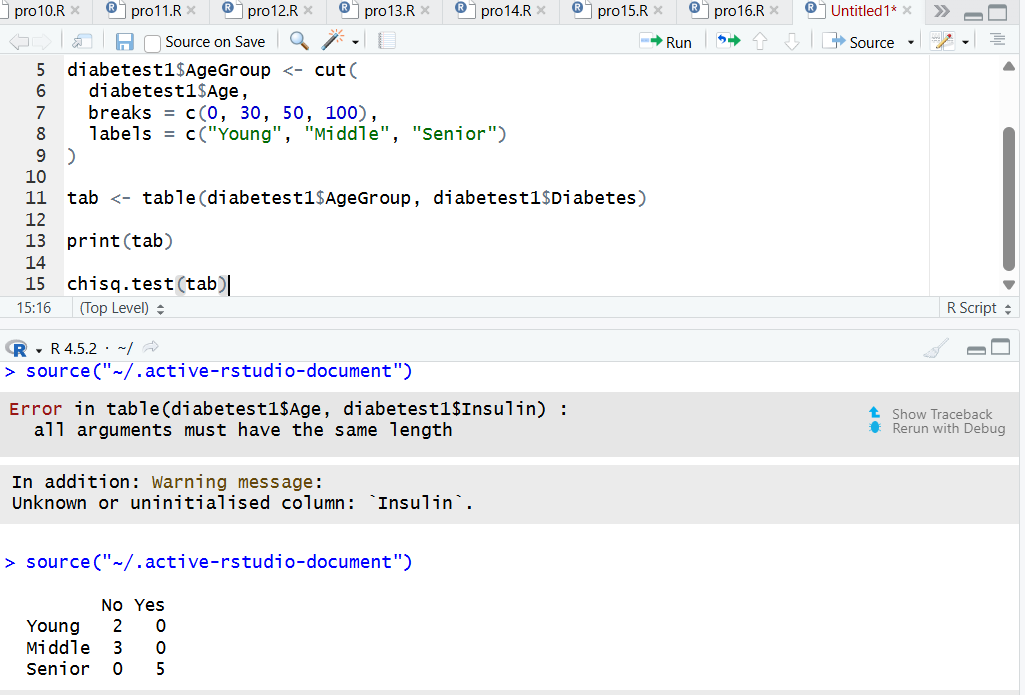 pro10.R pro11.R pro12.R pro13.R pro14.R pro15.R pro16.R Untitled1*
Source on Save Run Source
5 diabetest1$AgeGroup <- cut(
6   diabetest1$Age,
7   breaks = c(0, 30, 50, 100),
8   labels = c("Young", "Middle", "Senior")
9 )
10
11 tab <- table(diabetest1$AgeGroup, diabetest1$Diabetes)
12
13 print(tab)
14
15 chisq.test(tab)
15:16 (Top Level) R Script
R R 4.5.2 · ~/
> source("~/.active-rstudio-document")
Error in table(diabetest1$Age, diabetest1$Insulin) :
  all arguments must have the same length
Show Traceback
Rerun with Debug
In addition: Warning message:
Unknown or uninitialised column: `Insulin`.
> source("~/.active-rstudio-document")
No Yes
Young 2 0
Middle 3 0
Senior 0 5